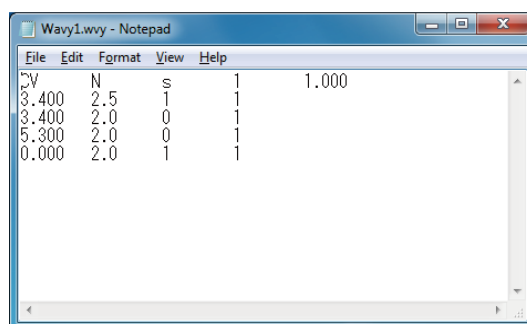 Wavy1.wvy - Notepad
File Edit Format View Help
CV N s 1 1.000
3.400 2.5 1 1
3.400 2.0 0 1
5.300 2.0 0 1
0.000 2.0 1 1